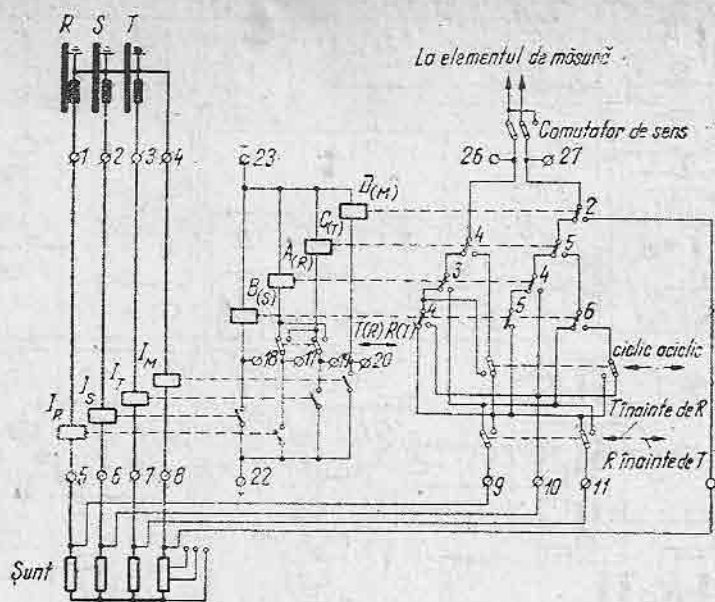 R S T
La elementul de măsură
Comutator de sens
1 2 3 4
23
26 27
D(M)
2
C(T)
4 5
A(R)
3 4
B(S)
4 5 6
T(R) R(T)
18 17 19 20
ciclic aciclic
I_M
I_T
I_S
I_R
T înainte de R
R înainte de T
5 6 7 8
22
9 10 11
Șunt